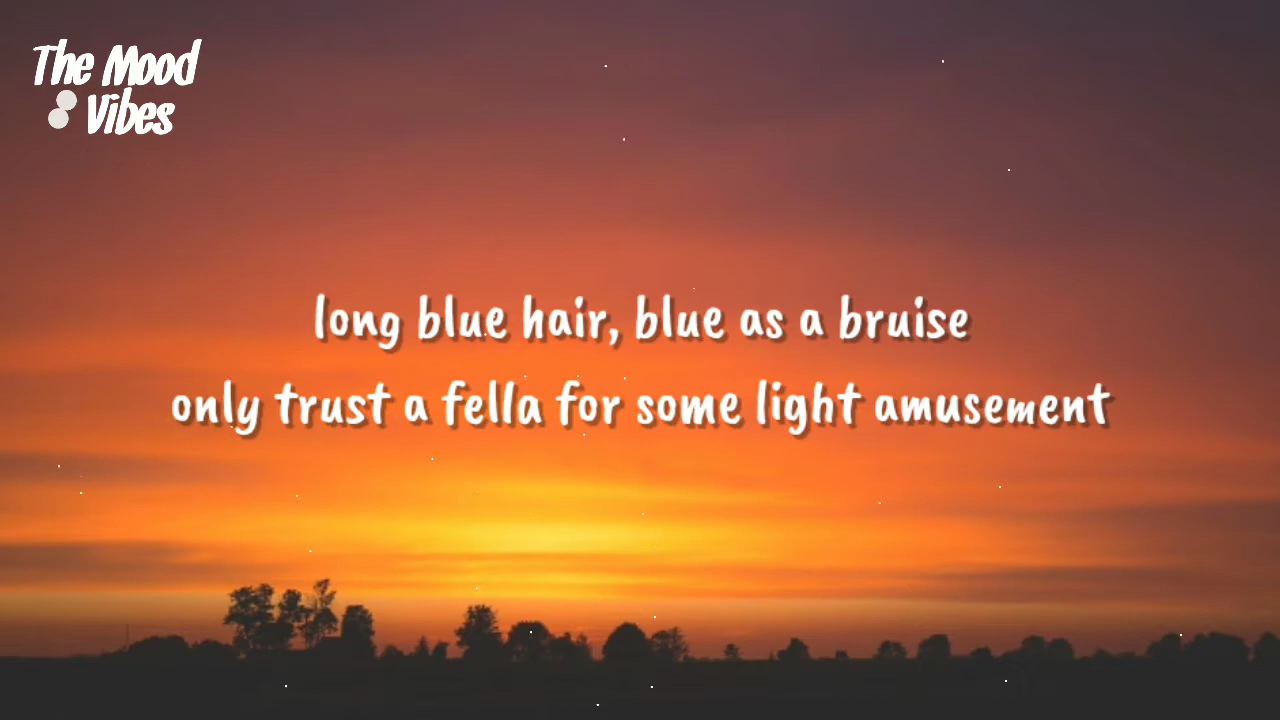 The Mood
Vibes
long blue hair, blue as a bruise
only trust a fella for some light amusement